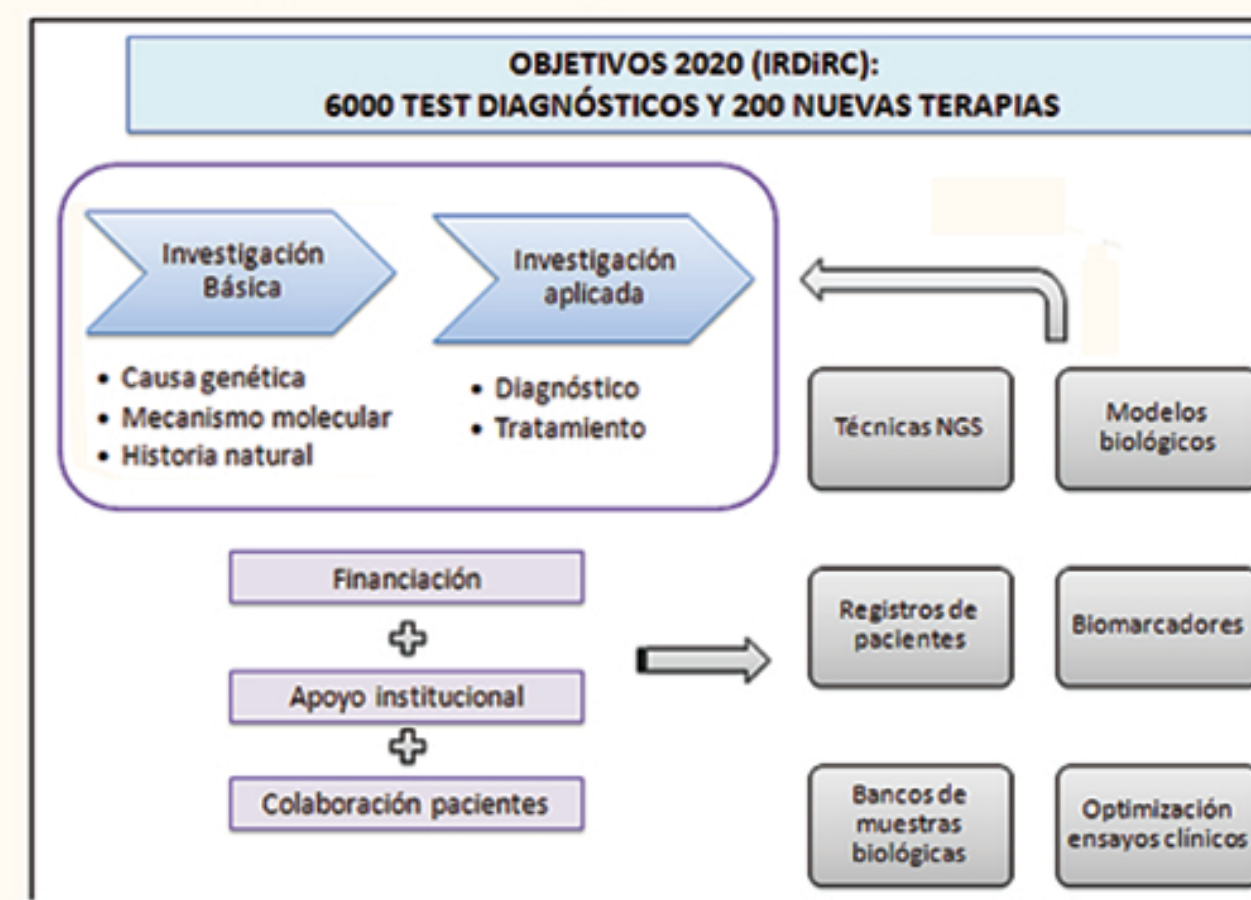 OBJETIVOS 2020 (IRDiRC):
6000 TEST DIAGNÓSTICOS Y 200 NUEVAS TERAPIAS
Investigación
Básica
Investigación
aplicada
• Causa genética
• Mecanismo molecular
• Historia natural
• Diagnóstico
• Tratamiento
Técnicas NGS
Modelos
biológicos
Financiación
Apoyo institucional
Colaboración pacientes
Registros de
pacientes
Biomarcadores
Bancos de
muestras
biológicas
Optimización
ensayos clínicos